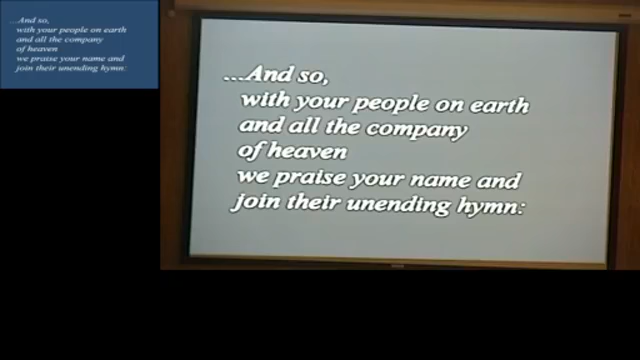 ...And so,
with your people on earth
and all the company
of heaven
we praise your name and
join their unending hymn:
...And so,
with your people on earth
and all the company
of heaven
we praise your name and
join their unending hymn: